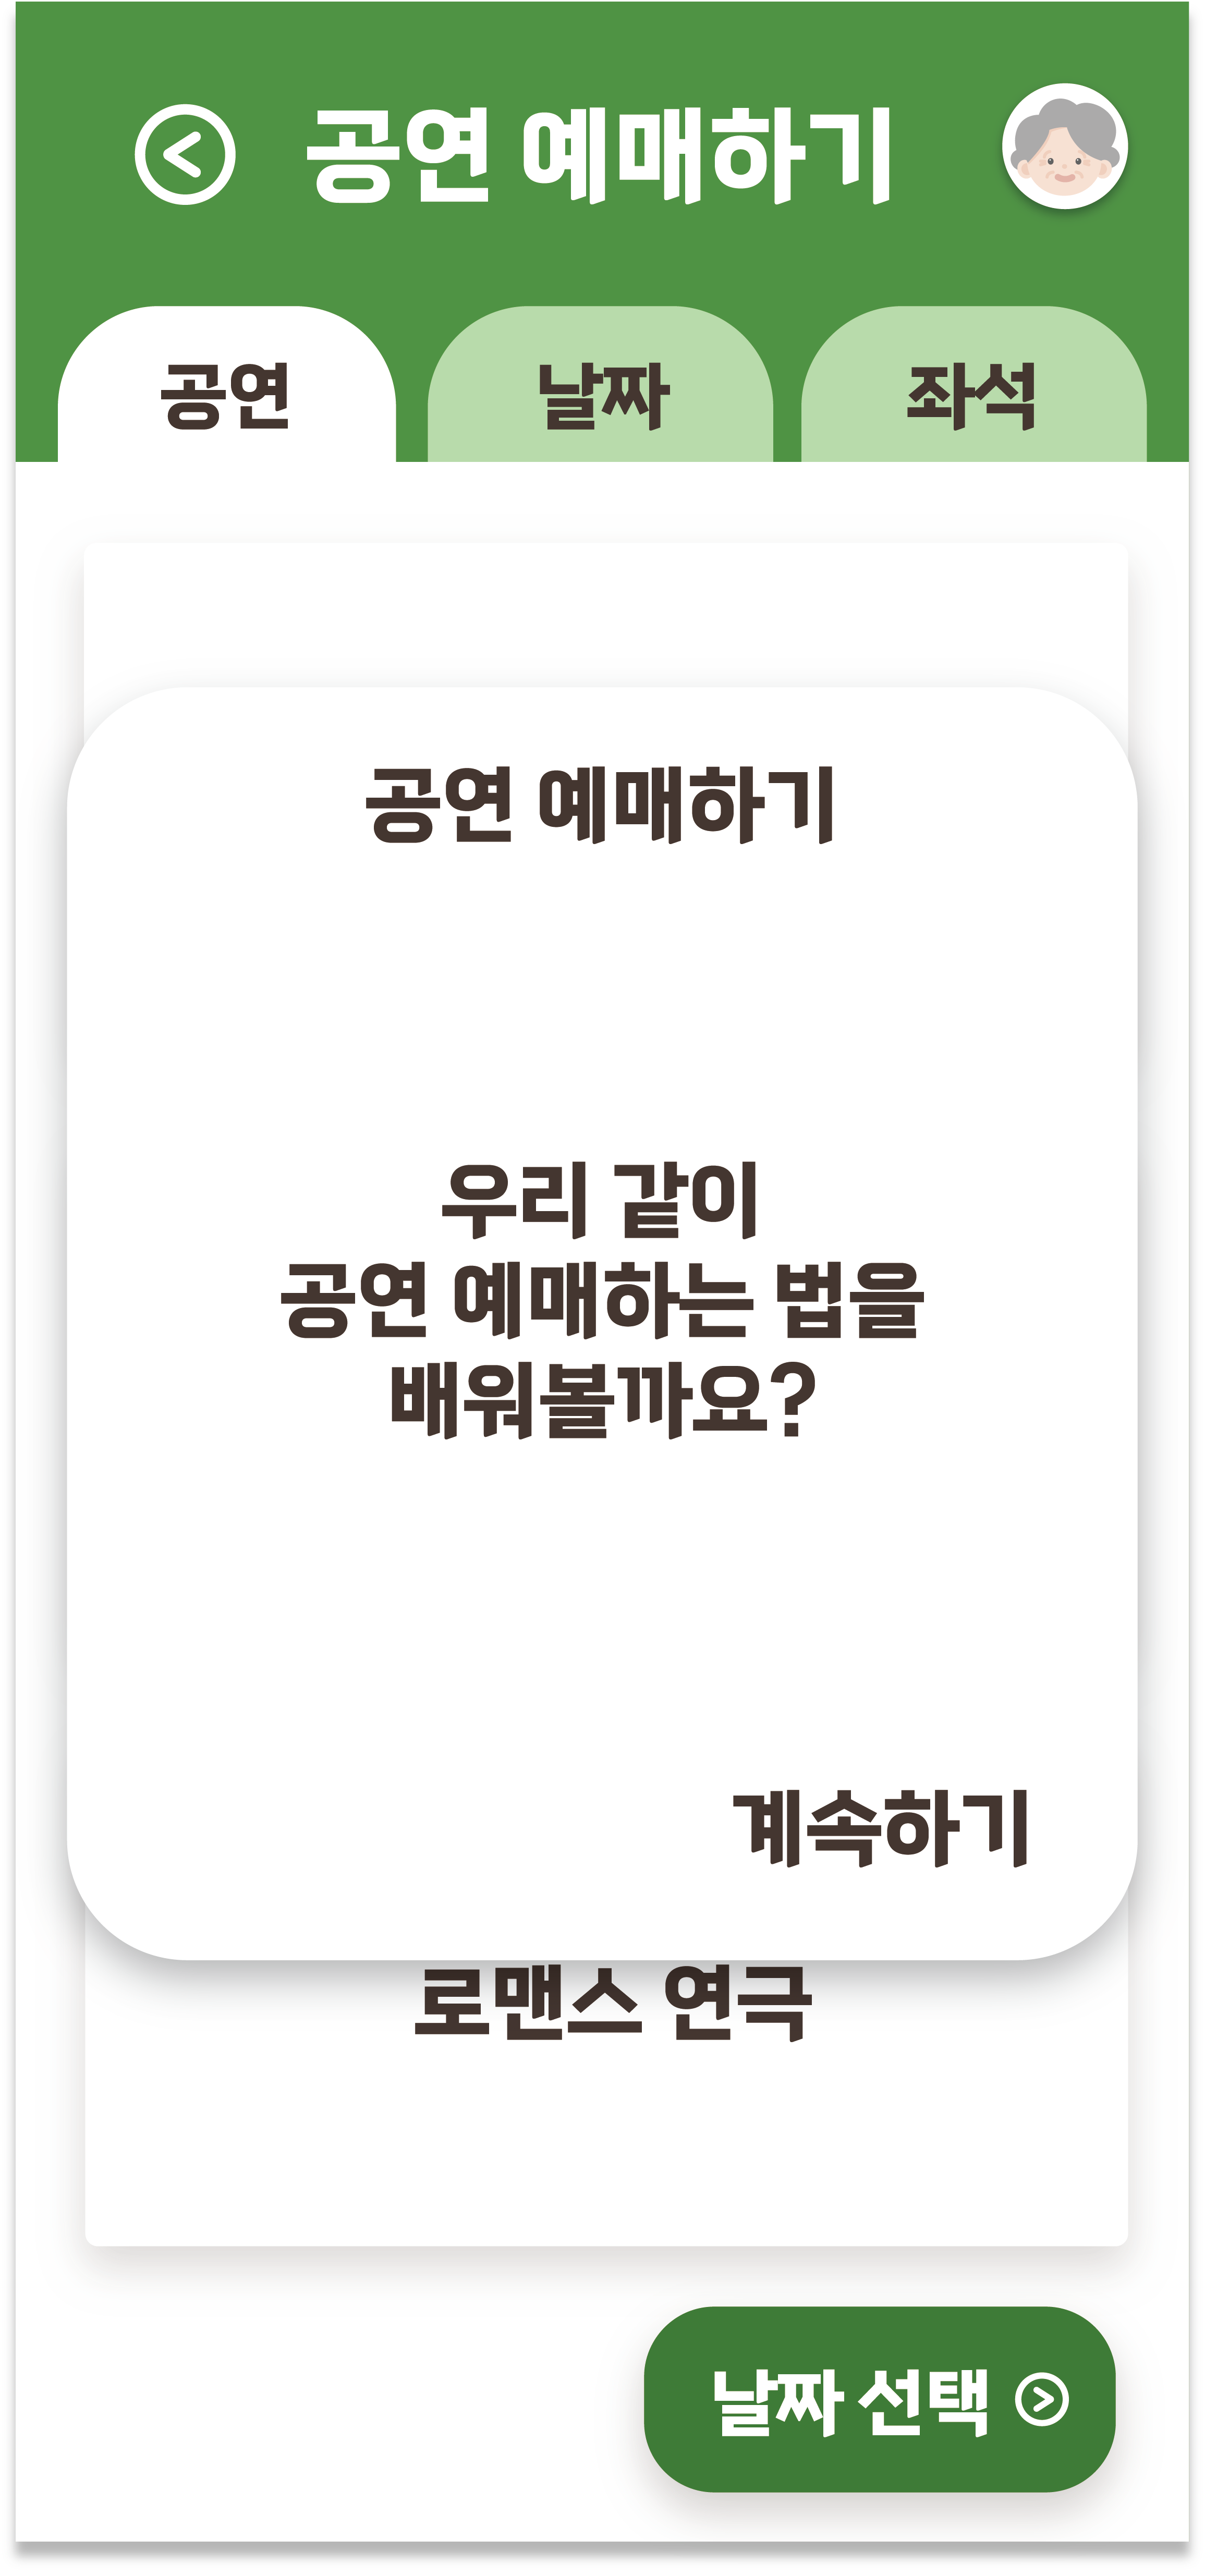 공연 예매하기
공연
날짜
좌석
공연 예매하기
우리 같이
공연 예매하는 법을
배워볼까요?
계속하기
로맨스 연극
날짜 선택